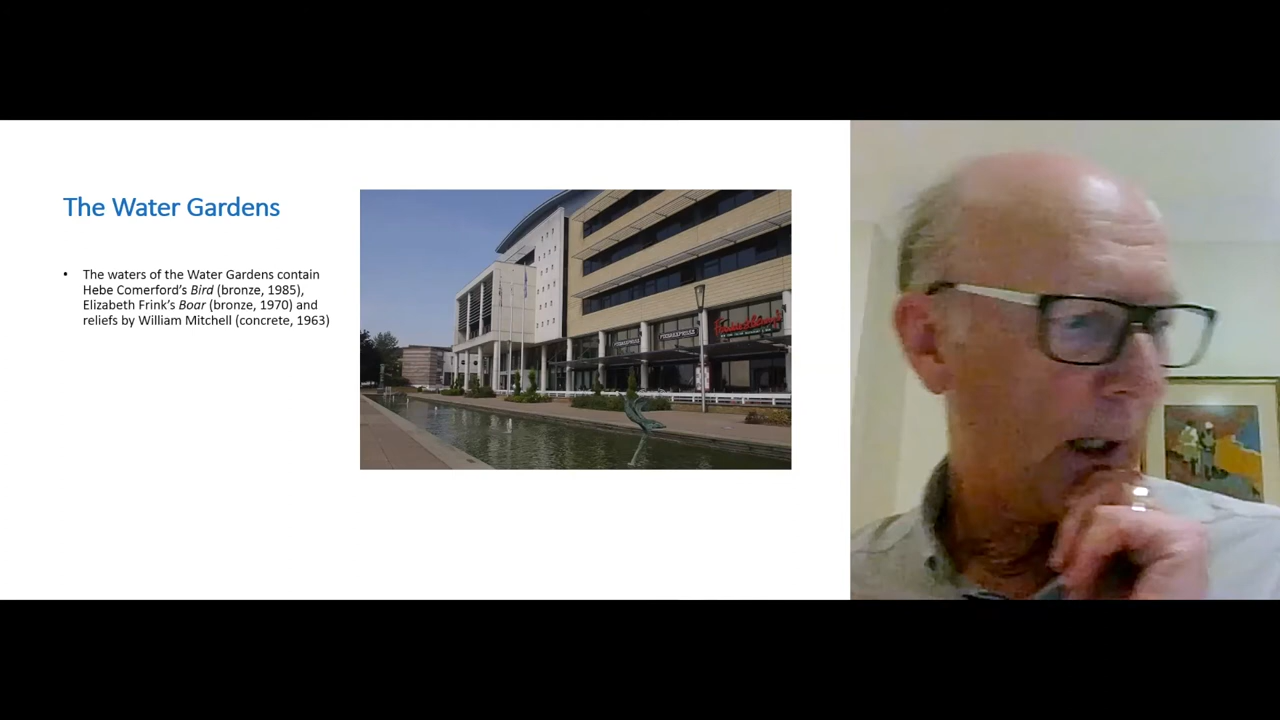 The Water Gardens
• The waters of the Water Gardens contain
Hebe Comerford’s Bird (bronze, 1985),
Elizabeth Frink’s Boar (bronze, 1970) and
reliefs by William Mitchell (concrete, 1963)